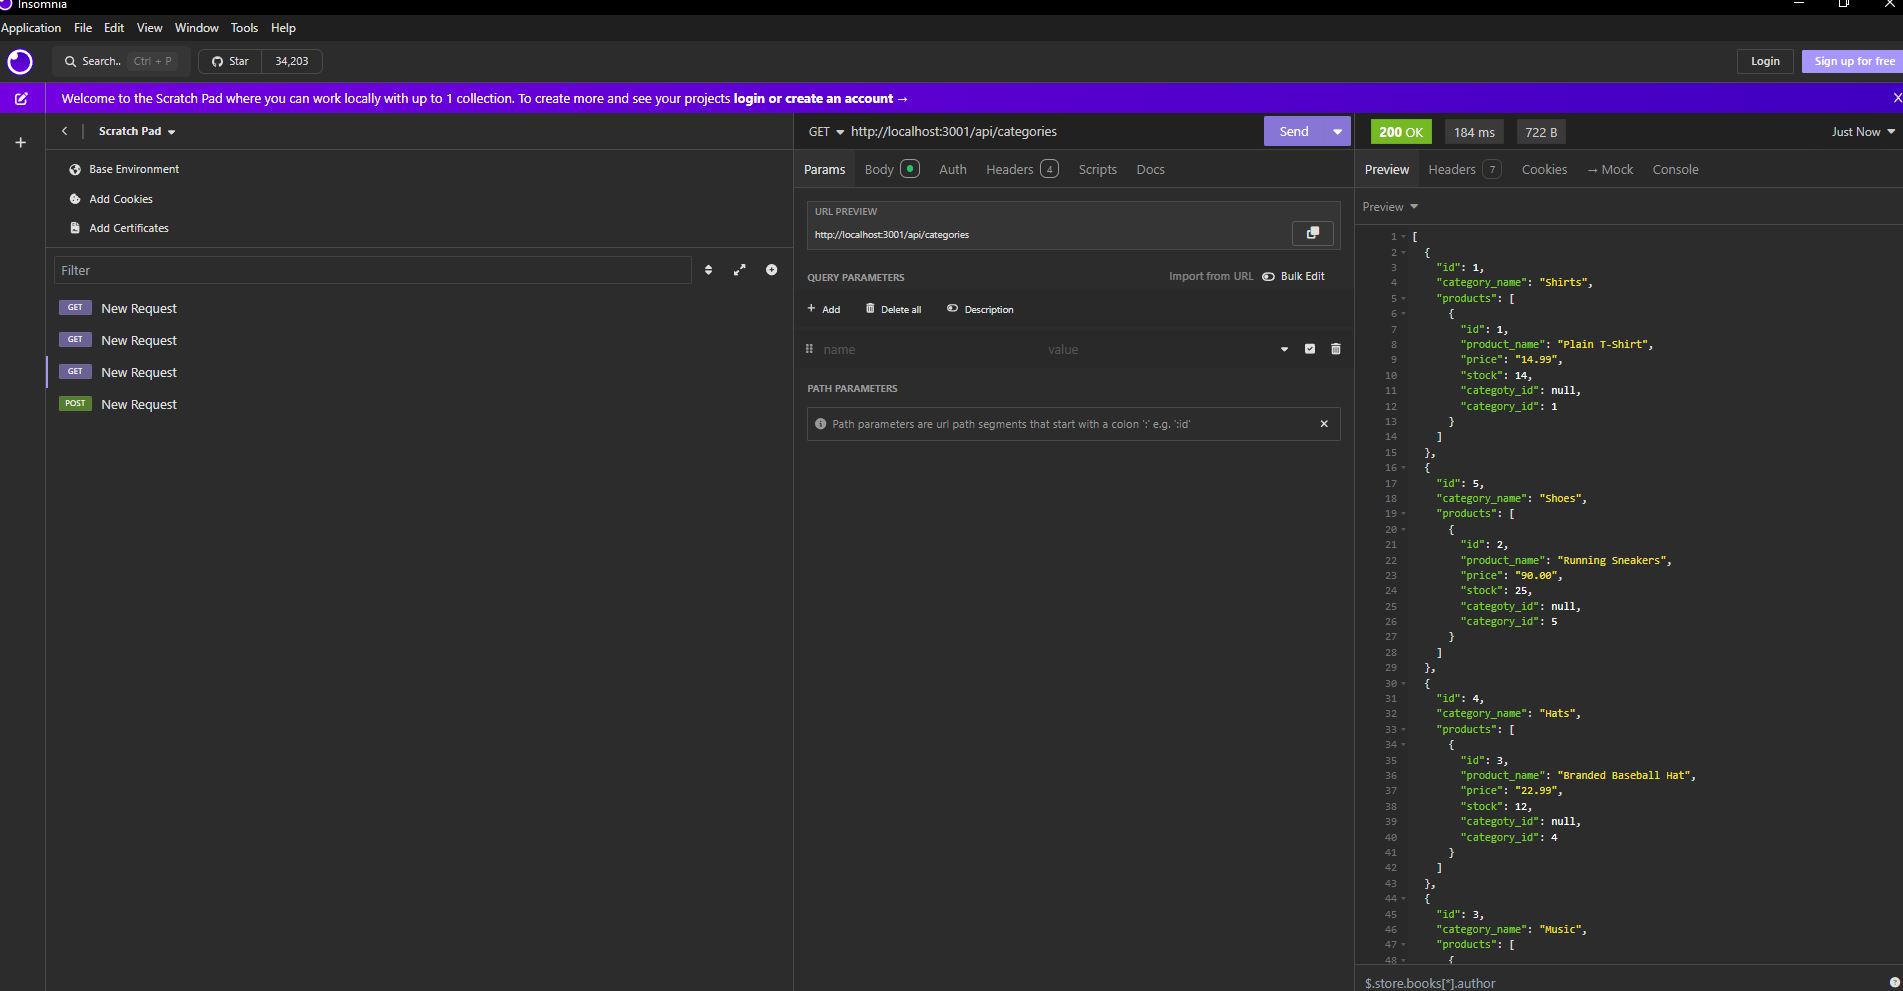 Insomnia
Application File Edit View Window Tools Help
Search.. Ctrl + P Star 34,203 Login Sign up for free
Welcome to the Scratch Pad where you can work locally with up to 1 collection. To create more and see your projects login or create an account →
Scratch Pad
Base Environment
Add Cookies
Add Certificates
Filter
GET New Request
GET New Request
GET New Request
POST New Request
GET http://localhost:3001/api/categories Send
Params Body Auth Headers 4 Scripts Docs
URL PREVIEW
http://localhost:3001/api/categories
QUERY PARAMETERS Import from URL Bulk Edit
+ Add Delete all Description
name value
PATH PARAMETERS
Path parameters are url path segments that start with a colon ':' e.g. ':id'
200 OK 184 ms 722 B Just Now
Preview Headers 7 Cookies → Mock Console
Preview
1 [
2 {
3 "id": 1,
4 "category_name": "Shirts",
5 "products": [
6 {
7 "id": 1,
8 "product_name": "Plain T-Shirt",
9 "price": "14.99",
10 "stock": 14,
11 "categoty_id": null,
12 "category_id": 1
13 }
14 ]
15 },
16 {
17 "id": 5,
18 "category_name": "Shoes",
19 "products": [
20 {
21 "id": 2,
22 "product_name": "Running Sneakers",
23 "price": "90.00",
24 "stock": 25,
25 "categoty_id": null,
26 "category_id": 5
27 }
28 ]
29 },
30 {
31 "id": 4,
32 "category_name": "Hats",
33 "products": [
34 {
35 "id": 3,
36 "product_name": "Branded Baseball Hat",
37 "price": "22.99",
38 "stock": 12,
39 "categoty_id": null,
40 "category_id": 4
41 }
42 ]
43 },
44 {
45 "id": 3,
46 "category_name": "Music",
47 "products": [
48 {
$.store.books[*].author